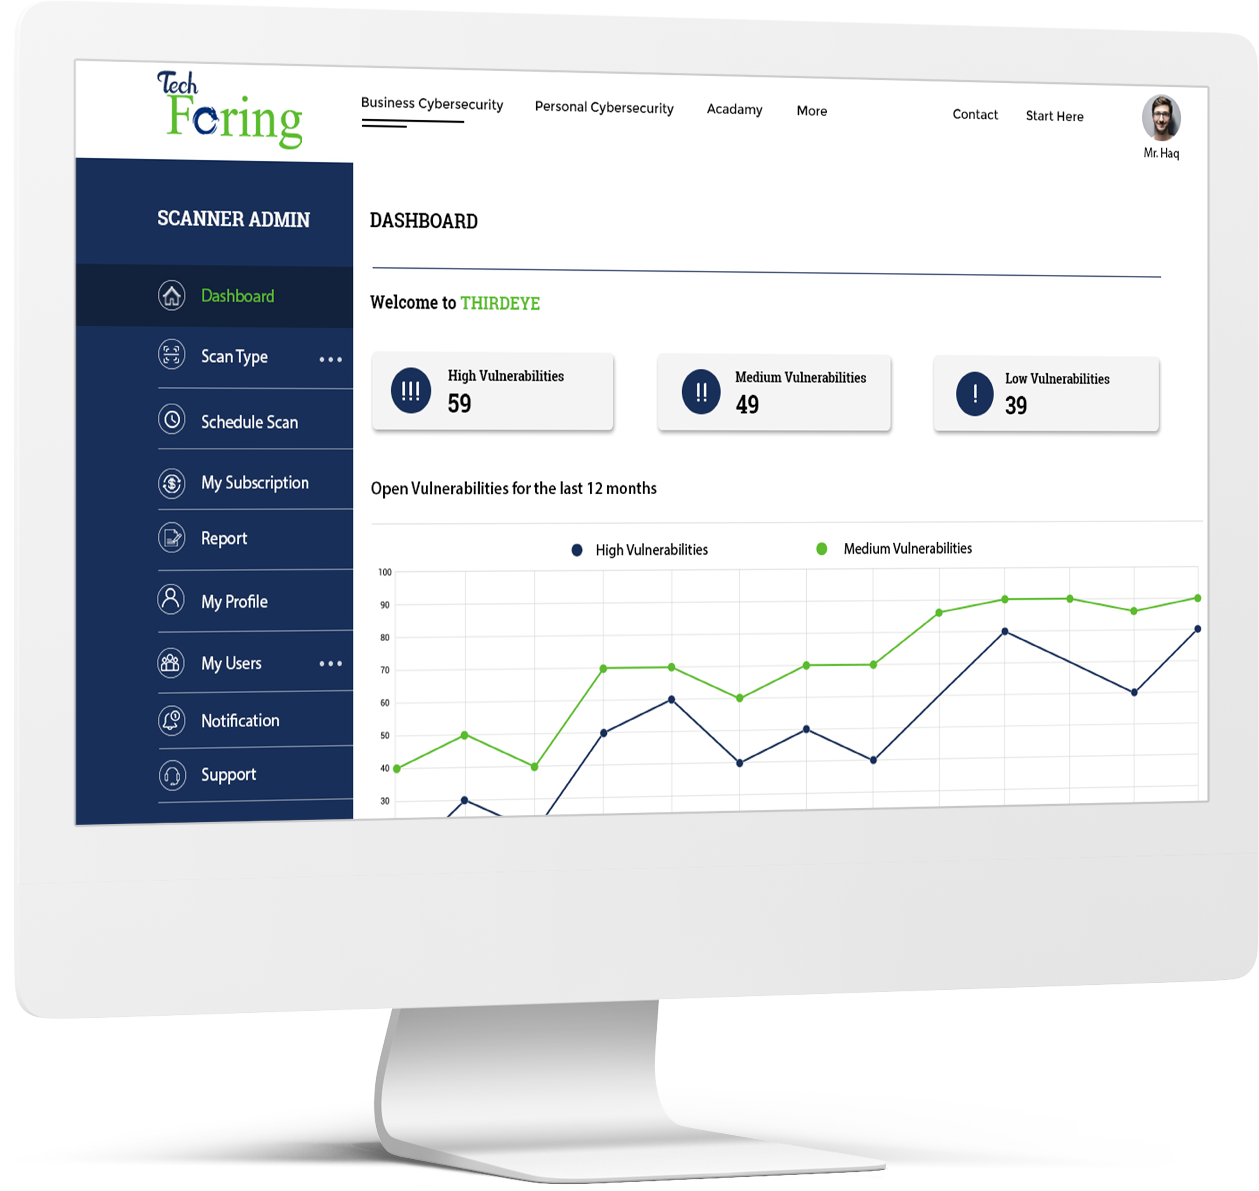 Tech
Foring
Business Cybersecurity
Personal Cybersecurity
Acadamy
More
Contact
Start Here
Mr. Haq
SCANNER ADMIN
Dashboard
Scan Type
Schedule Scan
My Subscription
Report
My Profile
My Users
Notification
Support
DASHBOARD
Welcome to THIRDEYE
!!!
High Vulnerabilities
59
!!
Medium Vulnerabilities
49
!
Low Vulnerabilities
39
Open Vulnerabilities for the last 12 months
High Vulnerabilities
Medium Vulnerabilities
100
90
80
70
60
50
40
30